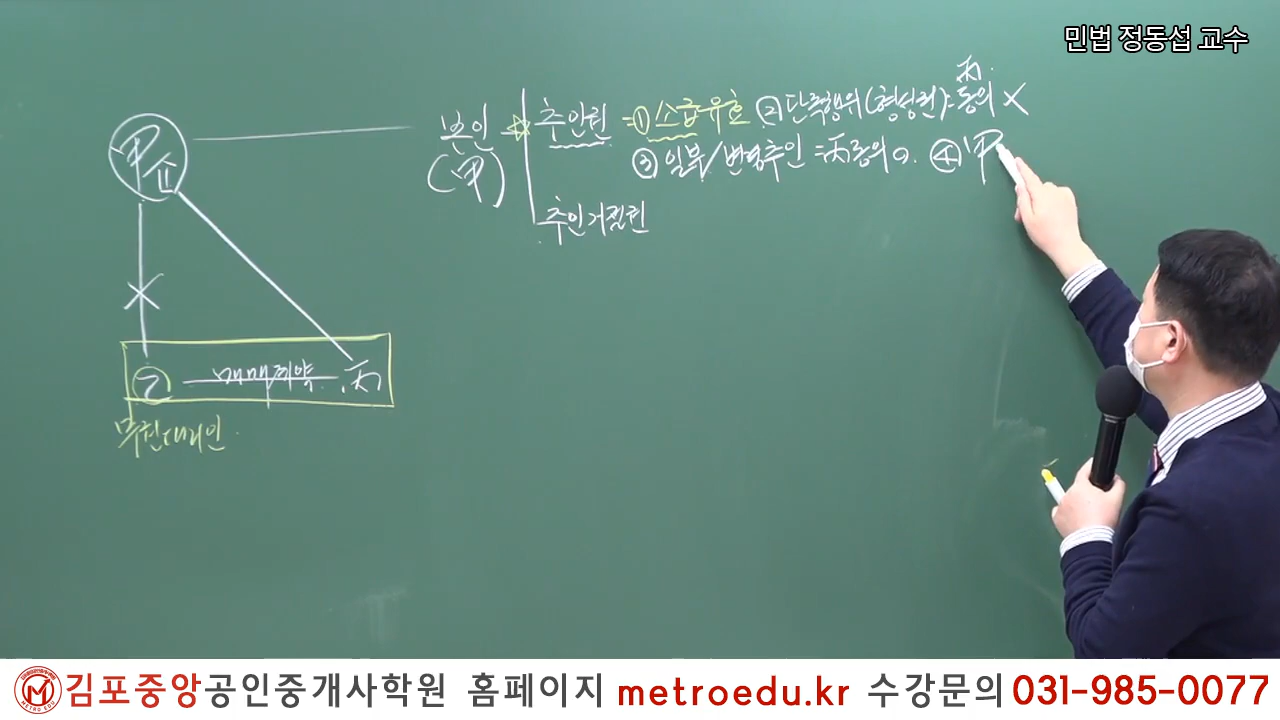 민법 정동섭 교수
丙
본인 추인권 =① 소급유효 ② 단독행위(형성권): 동의 X
(甲) ③ 일부/변경추인 = 丙동의 O. ④ 甲
추인거절권
甲
乙 매매계약 丙
무권대리인
METRO EDU
김포중앙공인중개사학원 홈페이지 metroedu.kr 수강문의 031-985-0077